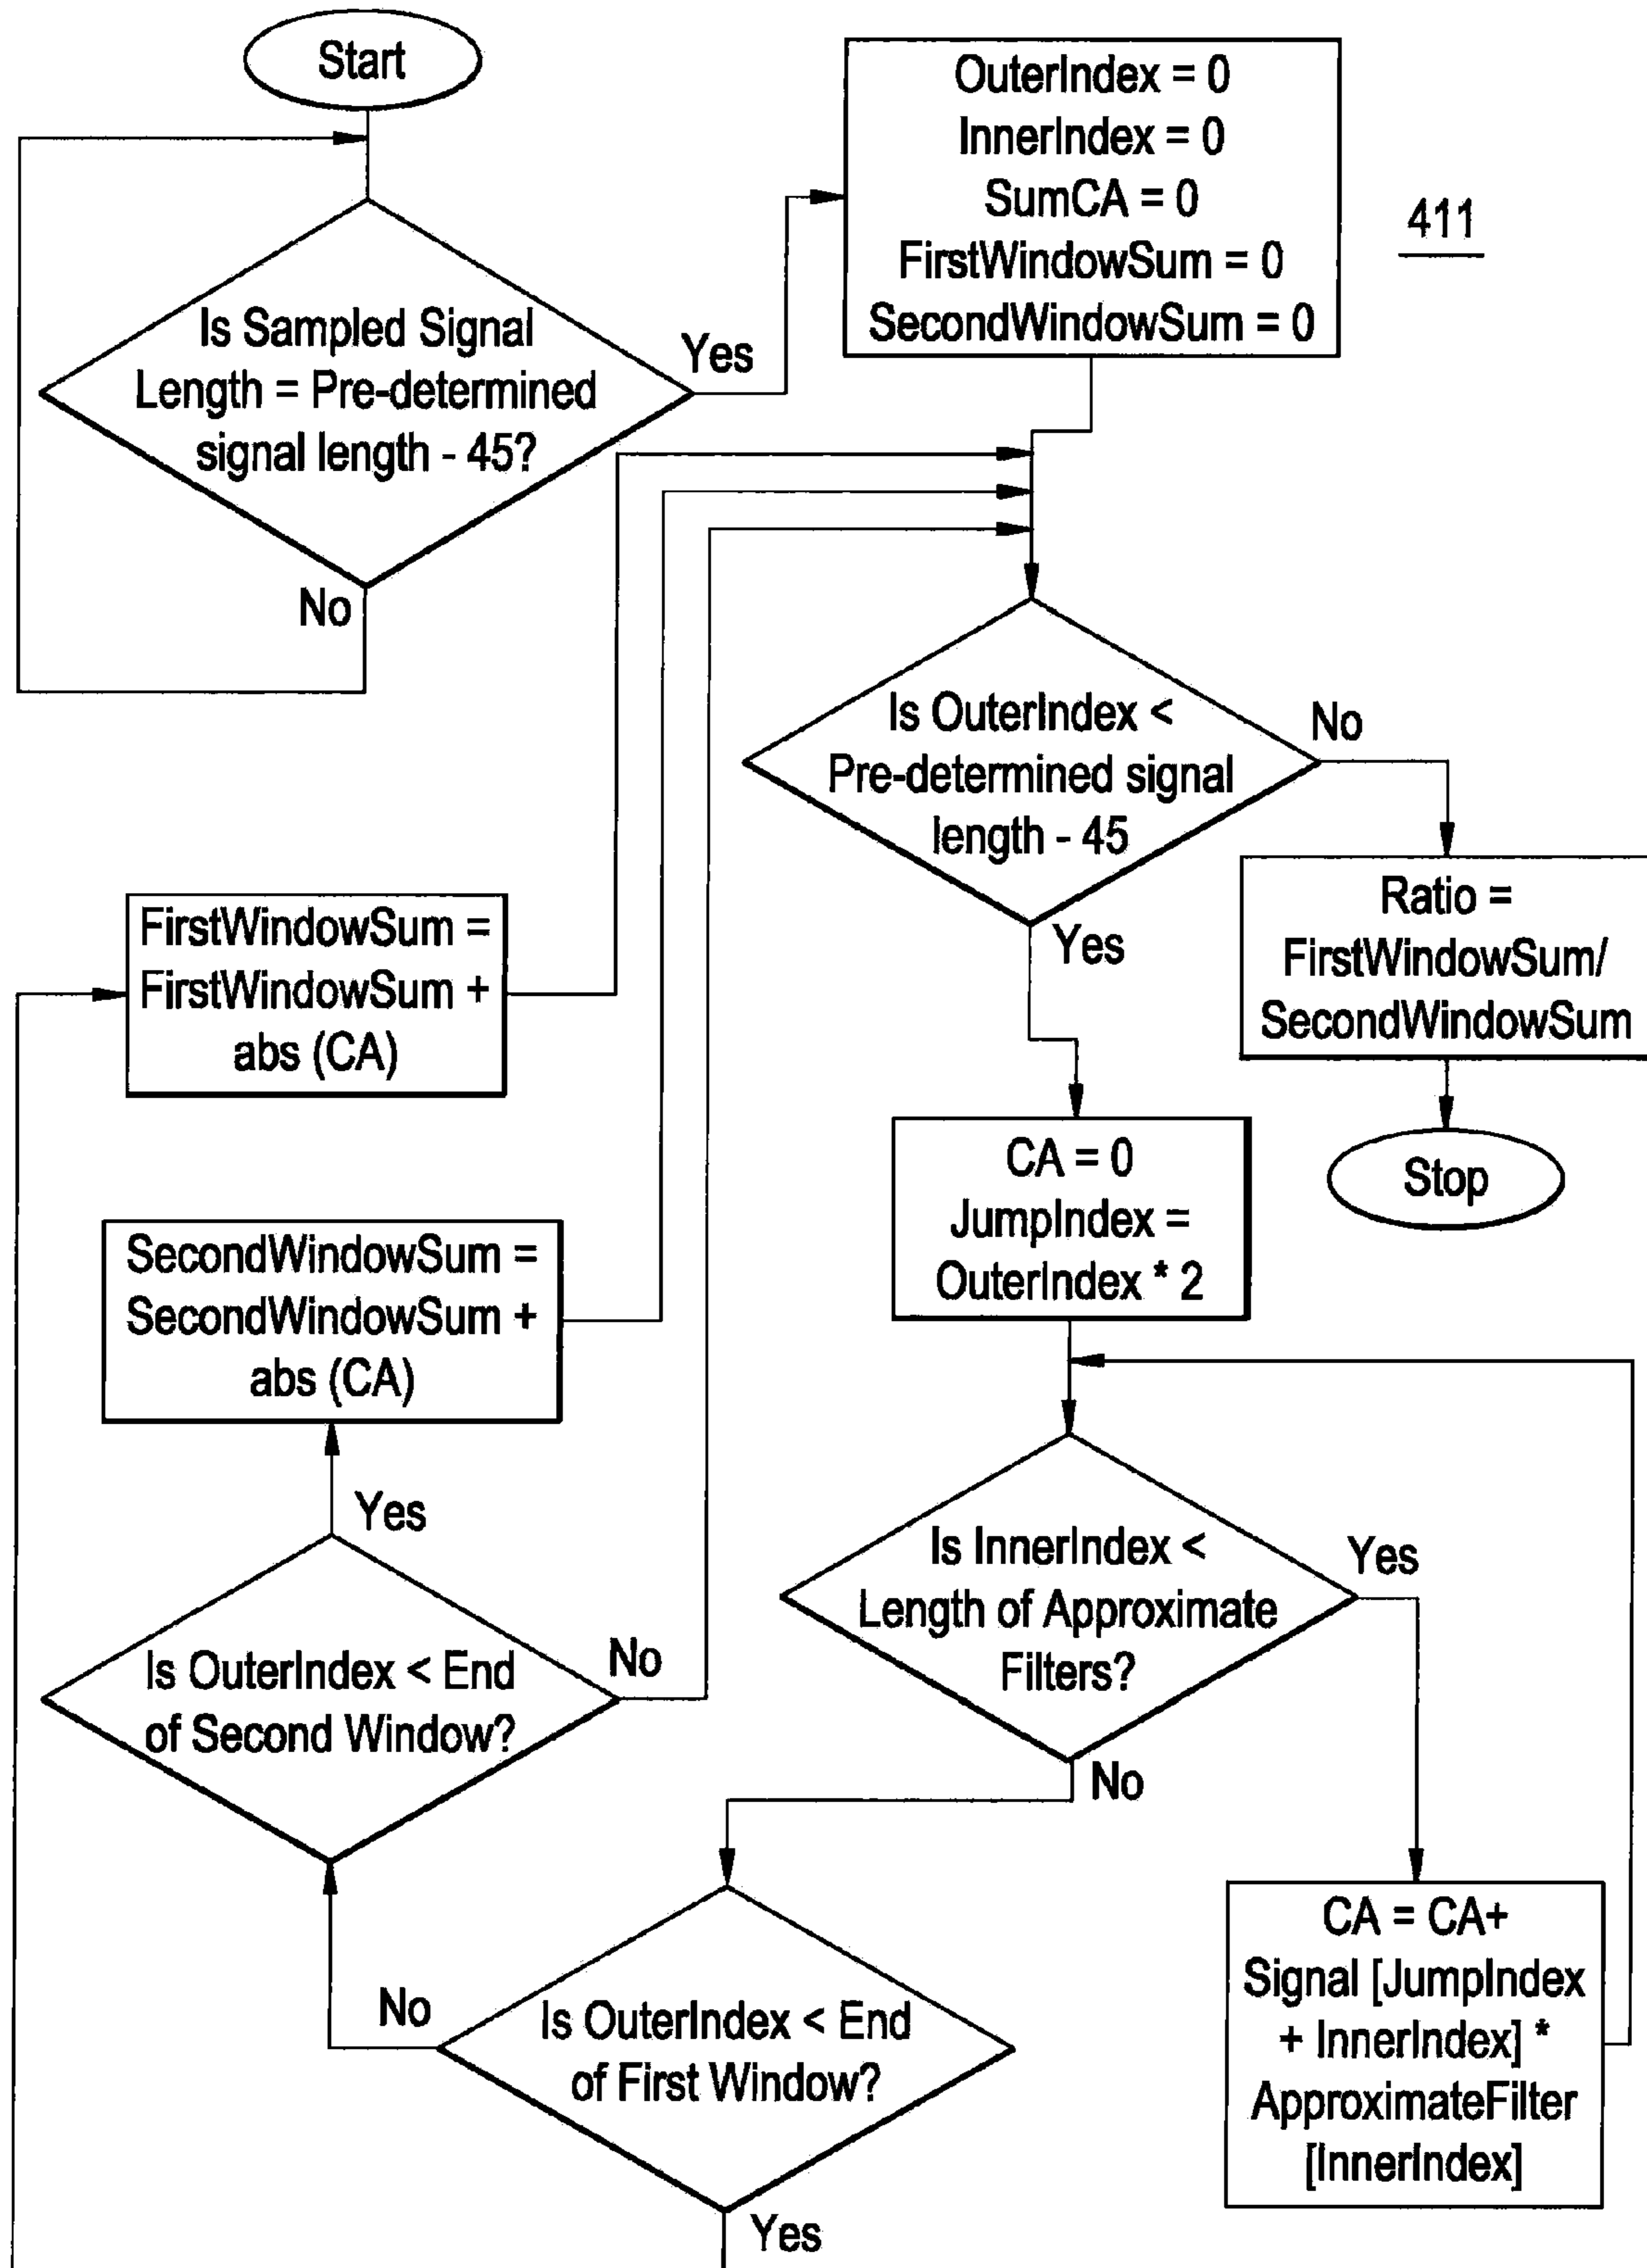 Start
Is Sampled Signal
Length = Pre-determined
signal length - 45?
Yes
No
OuterIndex = 0
InnerIndex = 0
SumCA = 0
FirstWindowSum = 0
SecondWindowSum = 0
411
Is OuterIndex <
Pre-determined signal
length - 45
No
Yes
Ratio =
FirstWindowSum/
SecondWindowSum
Stop
CA = 0
JumpIndex =
OuterIndex * 2
Is InnerIndex <
Length of Approximate
Filters?
Yes
No
CA = CA+
Signal [JumpIndex
+ InnerIndex] *
ApproximateFilter
[InnerIndex]
Is OuterIndex < End
of First Window?
No
Yes
Is OuterIndex < End
of Second Window?
Yes
No
SecondWindowSum =
SecondWindowSum +
abs (CA)
FirstWindowSum =
FirstWindowSum +
abs (CA)